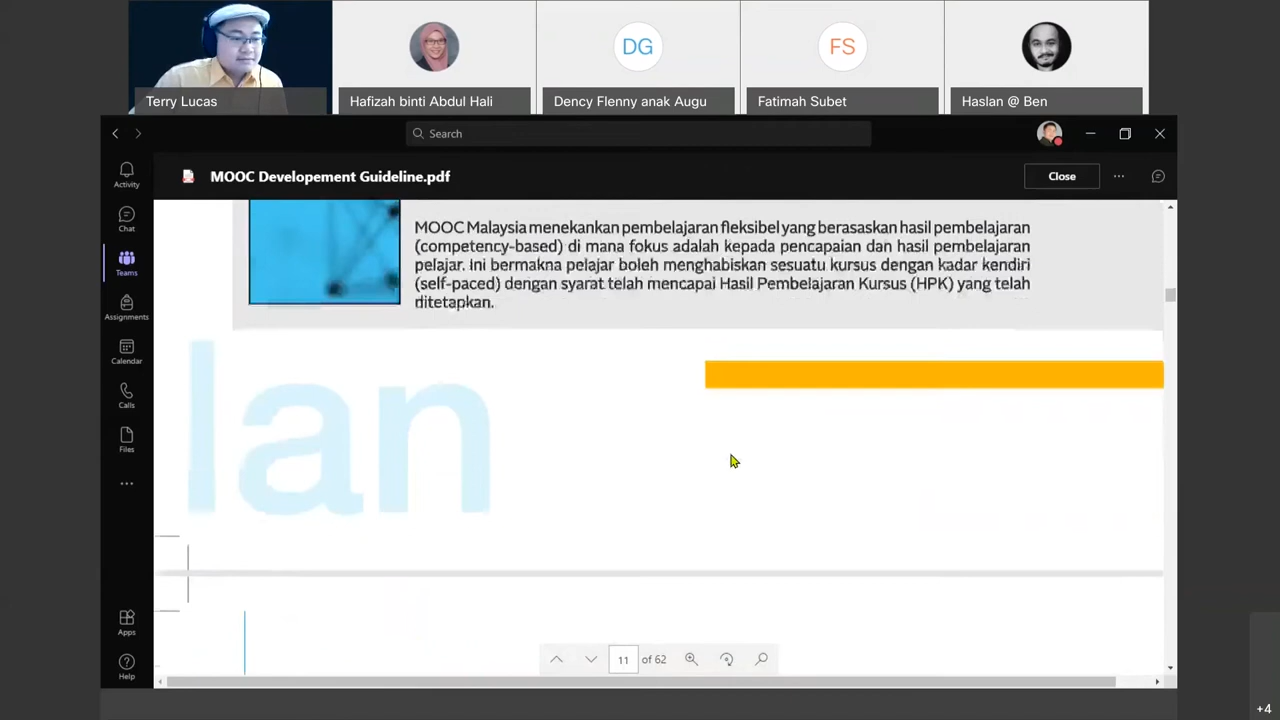 DG
FS
Terry Lucas
Hafizah binti Abdul Hali
Dency Flenny anak Augu
Fatimah Subet
Haslan @ Ben
Search
MOOC Developement Guideline.pdf
Close
Activity
Chat
Teams
Assignments
Calendar
Calls
Files
Apps
Help
MOOC Malaysia menekankan pembelajaran fleksibel yang berasaskan hasil pembelajaran
(competency-based) di mana fokus adalah kepada pencapaian dan hasil pembelajaran
pelajar. Ini bermakna pelajar boleh menghabiskan sesuatu kursus dengan kadar kendiri
(self-paced) dengan syarat telah mencapai Hasil Pembelajaran Kursus (HPK) yang telah
ditetapkan.
lan
11 of 62
+4